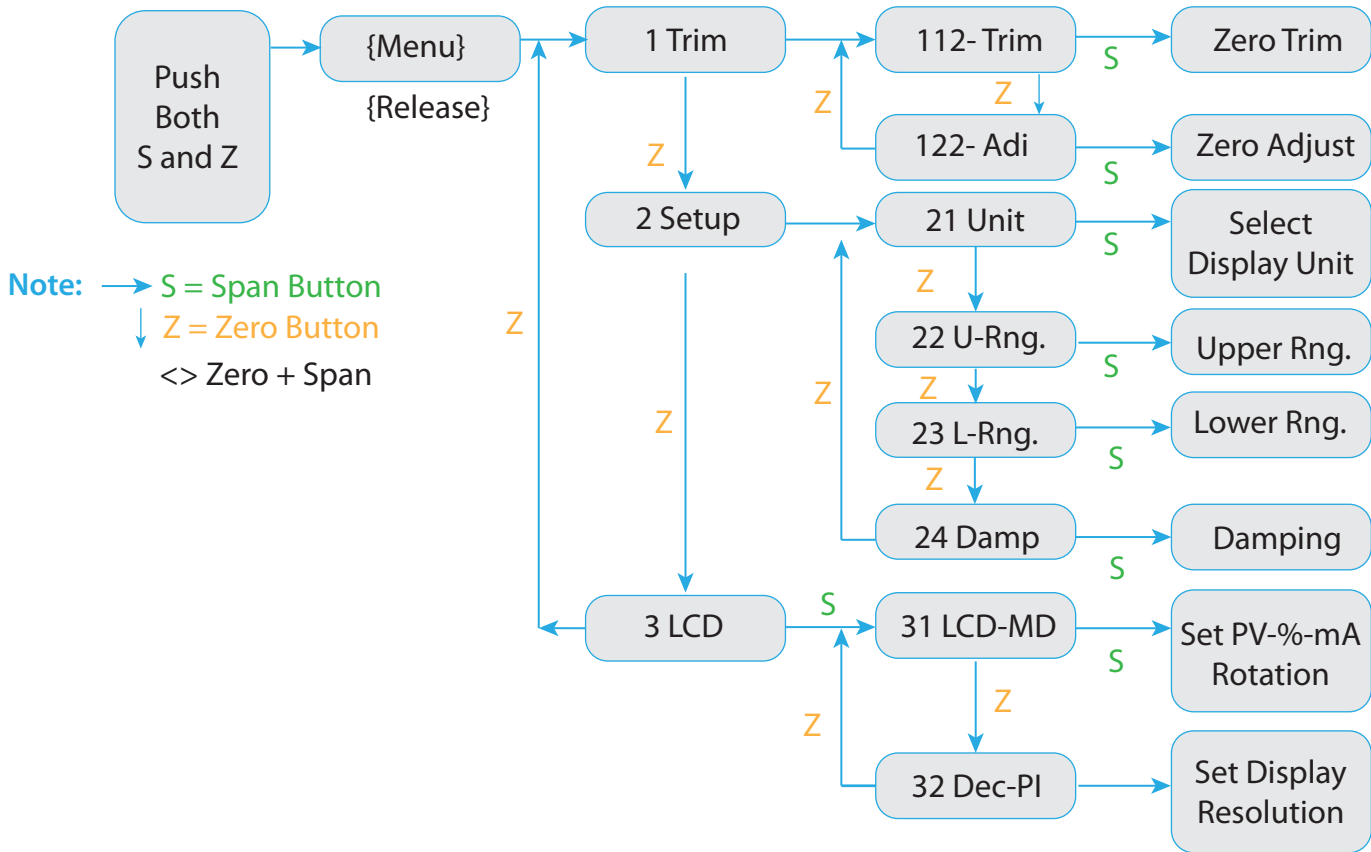 Push
Both
S and Z
{Menu}
{Release}
1 Trim
112- Trim
S
Zero Trim
Z
Z
Z
122- Adi
S
Zero Adjust
2 Setup
21 Unit
S
Select
Display Unit
Note:
S = Span Button
Z = Zero Button
<> Zero + Span
Z
Z
22 U-Rng.
S
Upper Rng.
Z
Z
Z
23 L-Rng.
S
Lower Rng.
Z
24 Damp
S
Damping
3 LCD
S
31 LCD-MD
S
Set PV-%-mA
Rotation
Z
Z
32 Dec-PI
Set Display
Resolution